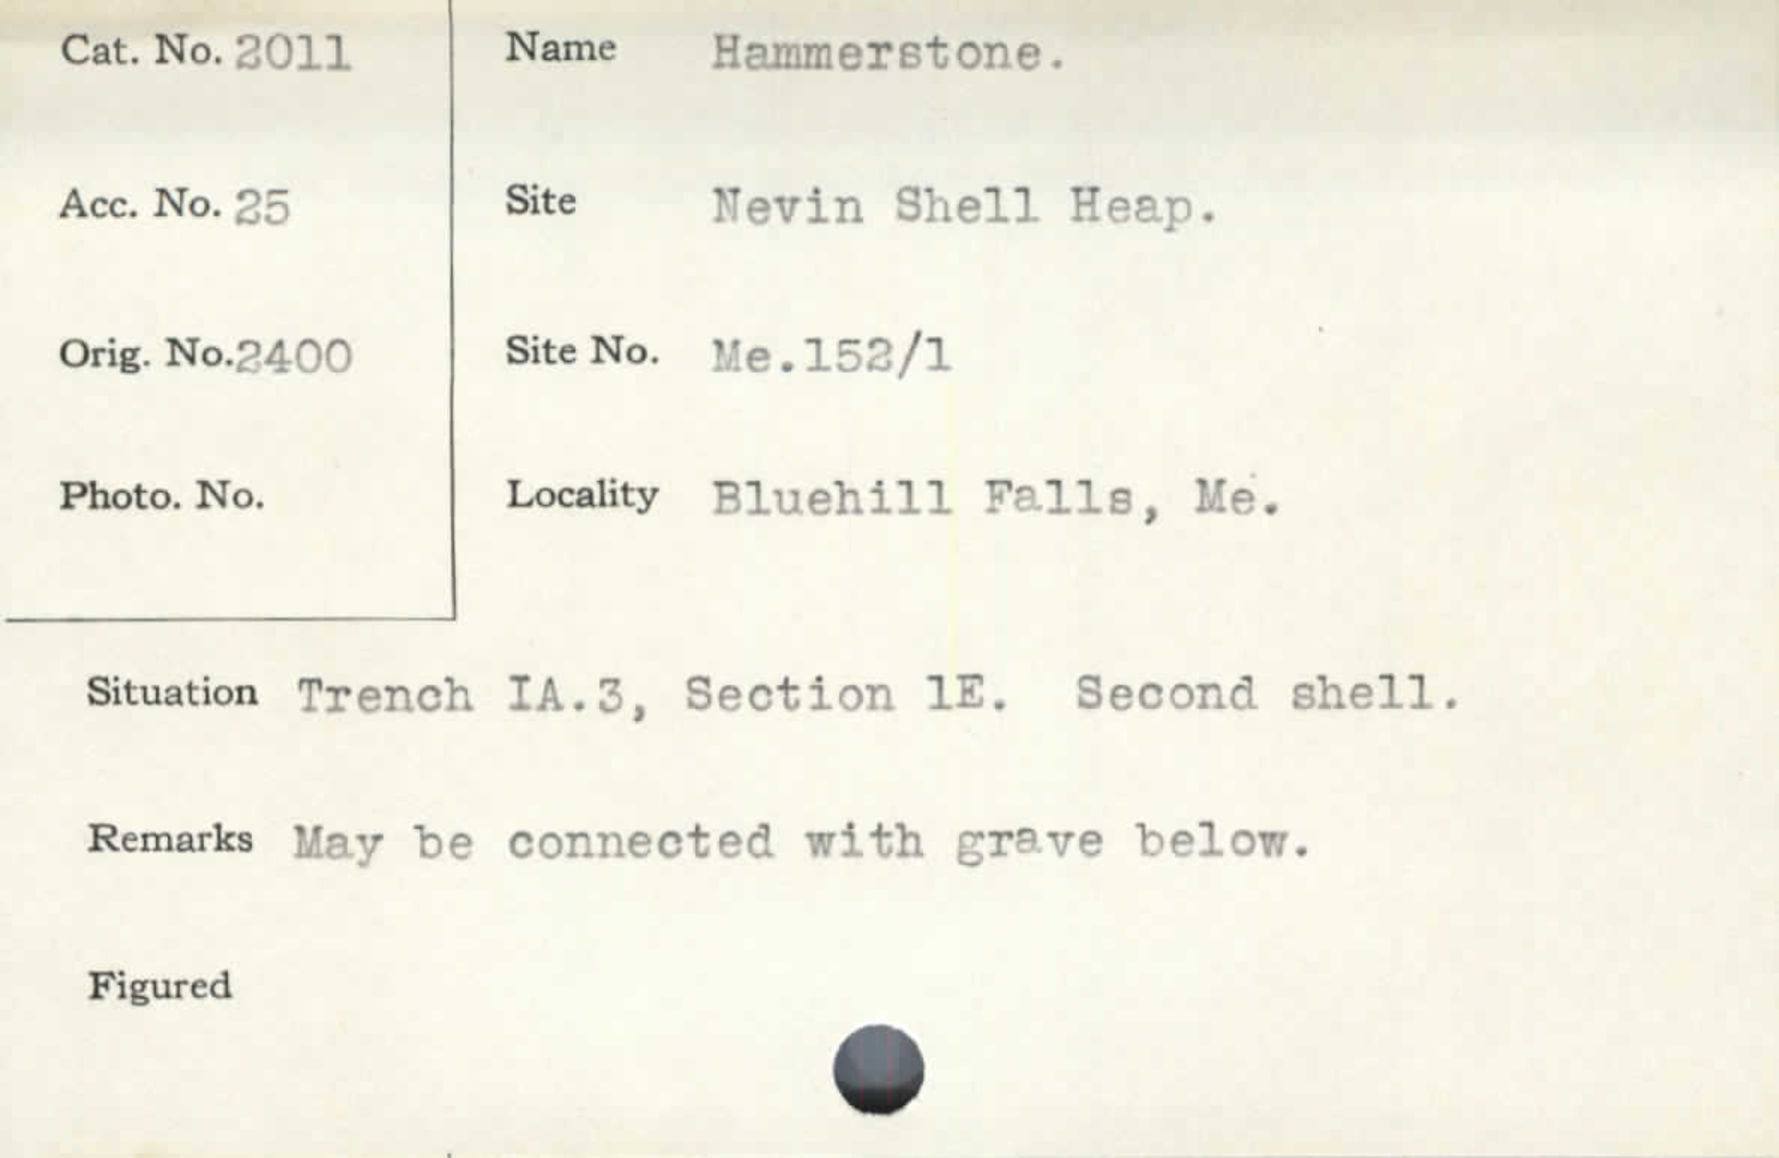 Cat. No. 2011
Name Hammerstone.
Acc. No. 25
Site Nevin Shell Heap.
Orig. No. 2400
Site No. Me.152/1
Photo. No.
Locality Bluehill Falls, Me.
Situation Trench IA.3, Section 1E. Second shell.
Remarks May be connected with grave below.
Figured